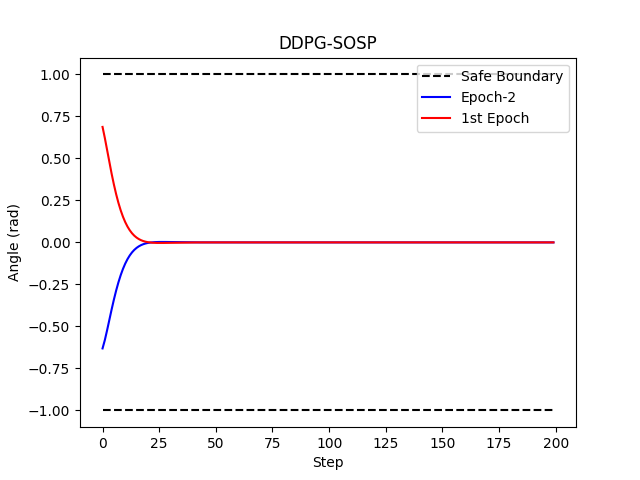 DDPG-SOSP
Safe Boundary
Epoch-2
1st Epoch
1.00
0.75
0.50
0.25
0.00
−0.25
−0.50
−0.75
−1.00
Angle (rad)
0 25 50 75 100 125 150 175 200
Step